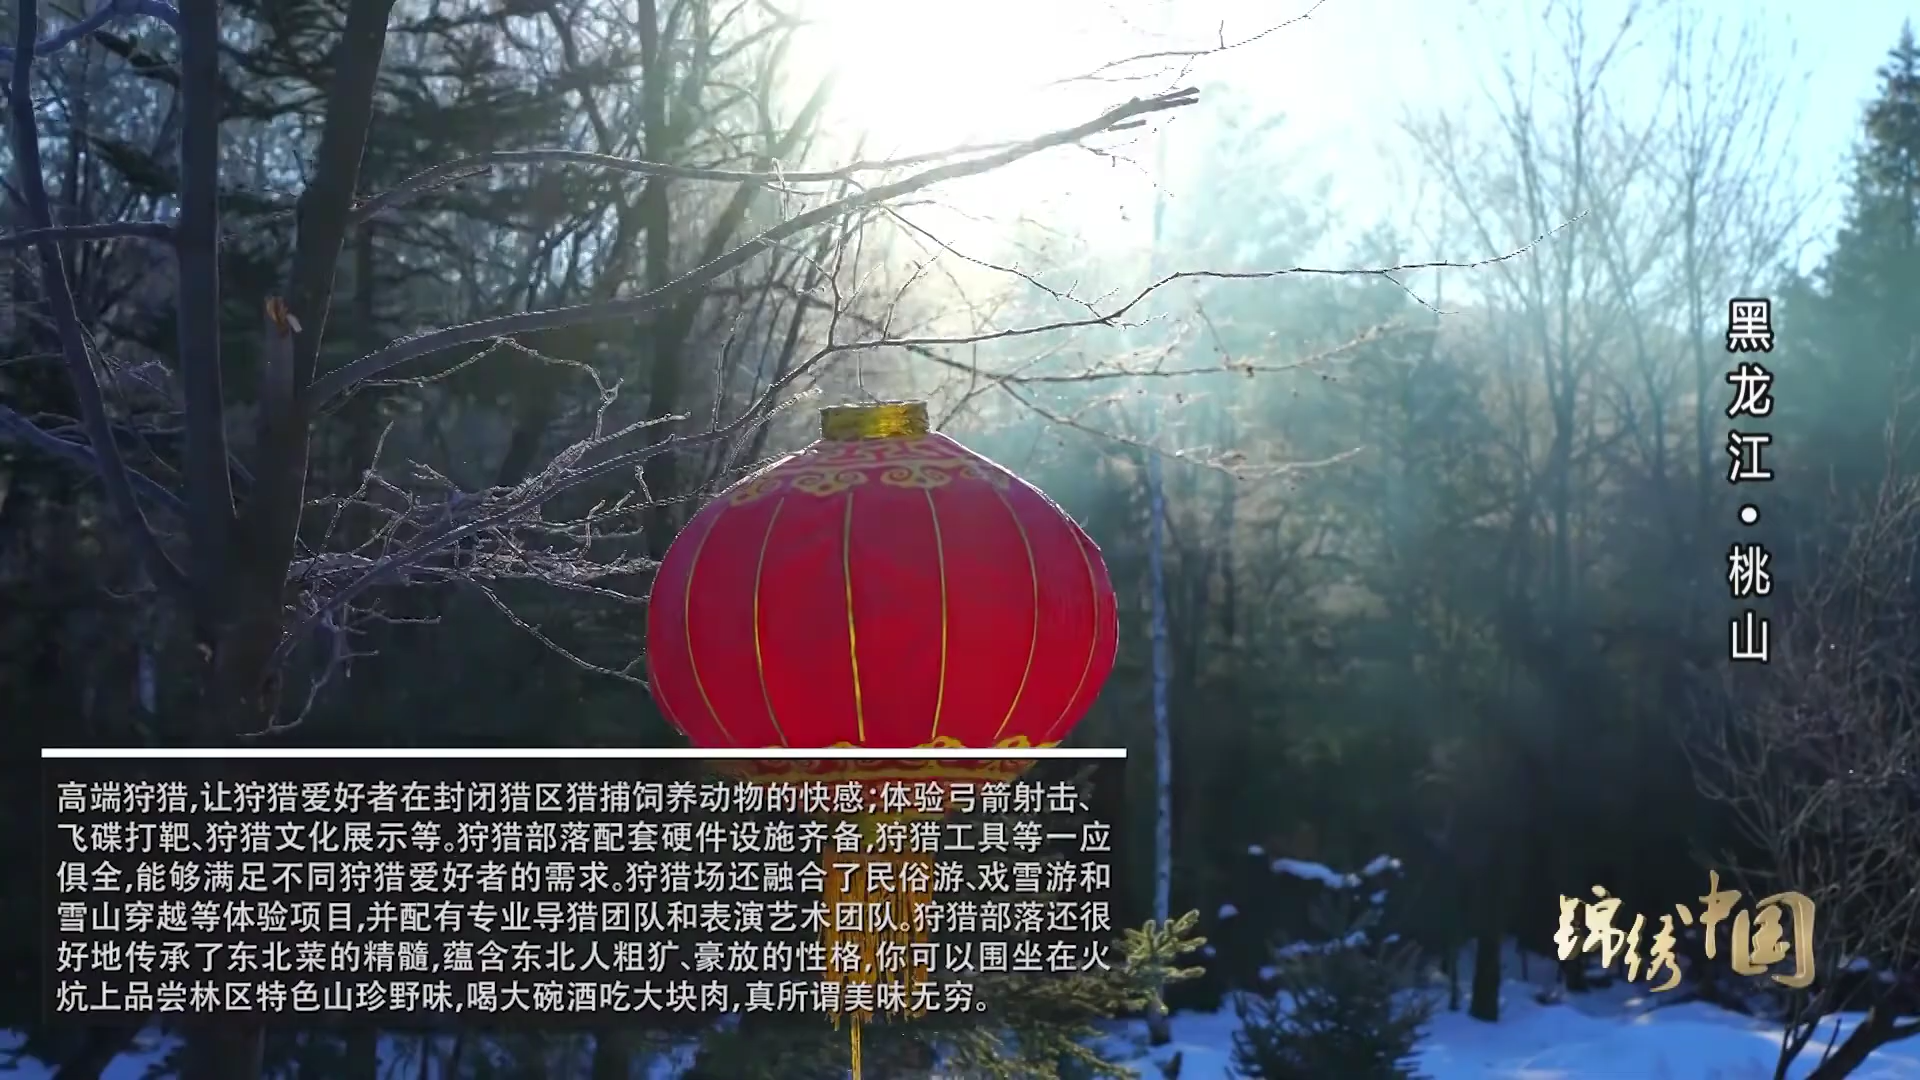 黑龙江·桃山
高端狩猎,让狩猎爱好者在封闭猎区猎捕饲养动物的快感;体验弓箭射击、
飞碟打靶、狩猎文化展示等。狩猎部落配套硬件设施齐备,狩猎工具等一应
俱全,能够满足不同狩猎爱好者的需求。狩猎场还融合了民俗游、戏雪游和
雪山穿越等体验项目,并配有专业导猎团队和表演艺术团队。狩猎部落还很
好地传承了东北菜的精髓,蕴含东北人粗犷、豪放的性格,你可以围坐在火
炕上品尝林区特色山珍野味,喝大碗酒吃大块肉,真所谓美味无穷。
锦绣中国